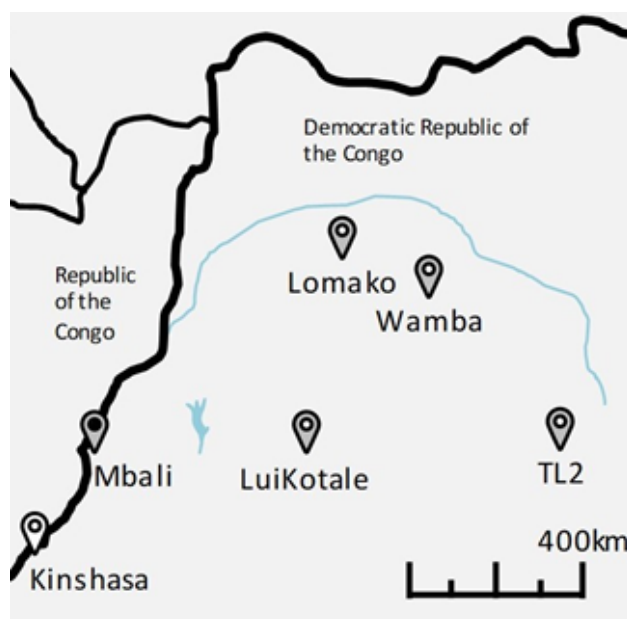 Democratic Republic of
the Congo
Republic
of the
Congo
Lomako
Wamba
Mbali
LuiKotale
TL2
400km
Kinshasa